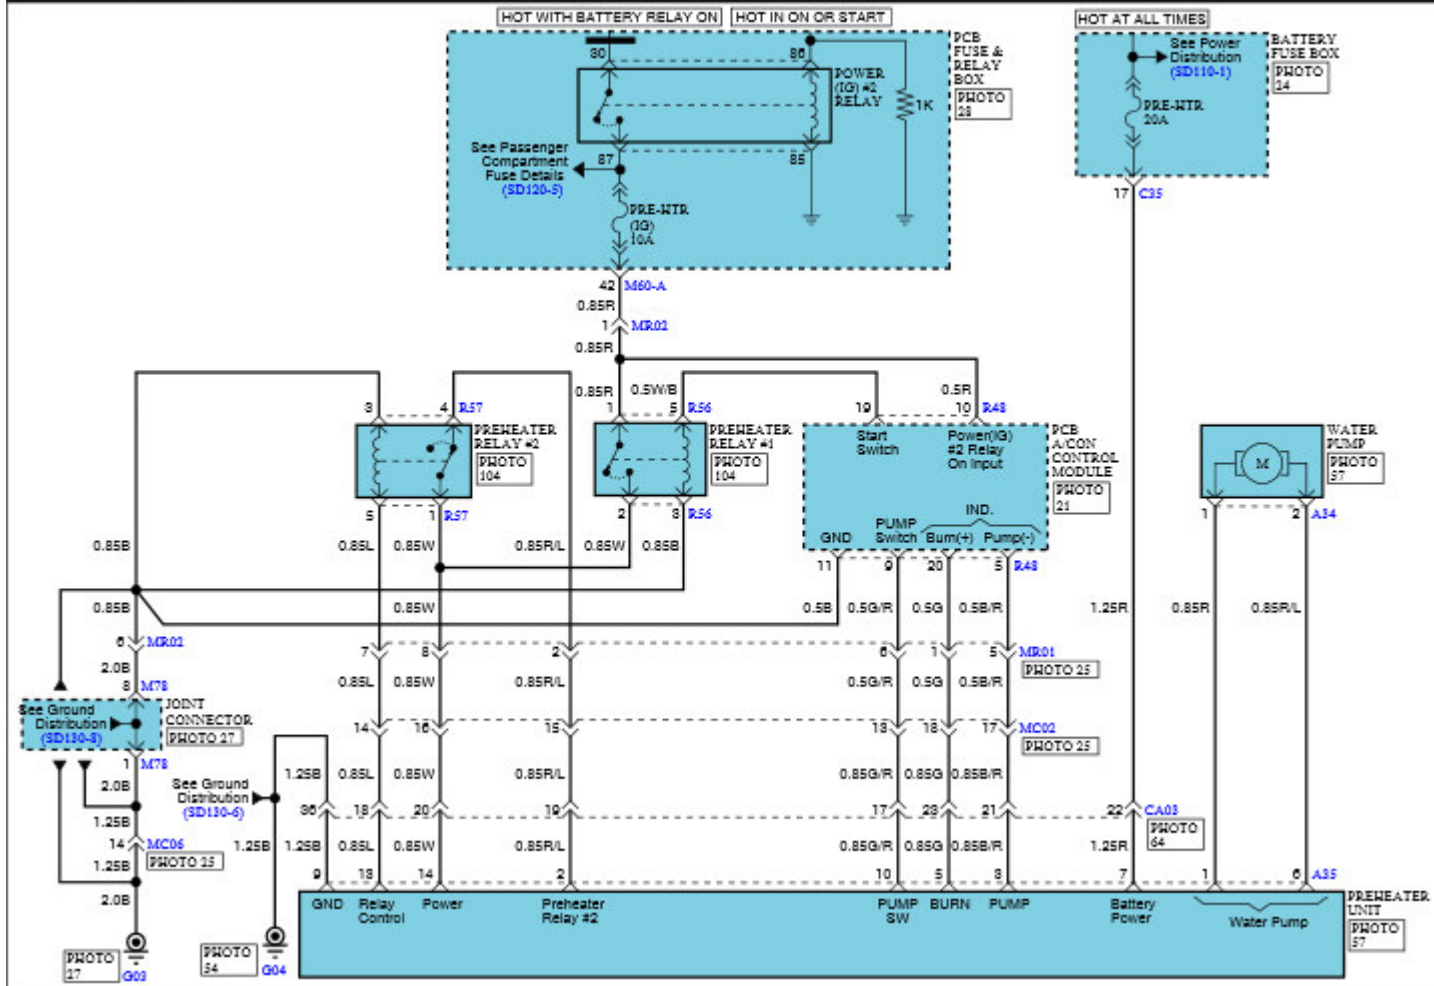 HOT WITH BATTERY RELAY ON HOT IN ON OR START HOT AT ALL TIMES
30 86
PCB
FUSE &
RELAY
BOX
PHOTO
28
POWER
(IG) #2
RELAY
1K
See Passenger
Compartment
Fuse Details
(SD120-5)
87 85
PRE-HTR
(IG)
10A
See Power
Distribution
(SD110-1)
PRE-HTR
20A
BATTERY
FUSE BOX
PHOTO
24
17 C35
42 M60-A
0.85R
1 MR02
0.85R
0.85R 0.5W/B 0.5R
3 4 R57 1 5 R56 19 10 R48
PREHEATER
RELAY #2
PHOTO
104
PREHEATER
RELAY #1
PHOTO
104
Start
Switch
Power(IG)
#2 Relay
On Input
PCB
A/CON
CONTROL
MODULE
PHOTO
21
M
WATER
PUMP
PHOTO
57
IND.
GND
PUMP
Switch
Burn(+) Pump(-)
5 1 R57 2 3 R56 1 2 A34
0.85B 0.85L 0.85W 0.85R/L 0.85W 0.85B
11 9 20 5 R48
0.85B 0.85W 0.5B 0.5G/R 0.5G 0.5B/R 1.25R 0.85R 0.85R/L
6 MR02
7 8 2 6 1 5 MR01
PHOTO 25
2.0B
0.85L 0.85W 0.85R/L 0.5G/R 0.5G 0.5B/R
8 M78
See Ground
Distribution
(SD130-8)
JOINT
CONNECTOR
PHOTO 27
14 16 15 13 18 17 MC02
PHOTO 25
1 M78
2.0B
See Ground
Distribution
(SD130-6)
1.25B 0.85L 0.85W 0.85R/L 0.85G/R 0.85G 0.85B/R
36 18 20 19 17 23 21 22 CA03
PHOTO
64
1.25B
14 MC06
PHOTO 25
1.25B
1.25B 1.25B 0.85L 0.85W 0.85R/L 0.85G/R 0.85G 0.85B/R 1.25R
9 13 14 2 10 5 3 7 1 6 A35
2.0B
GND
Relay
Control
Power
Preheater
Relay #2
PUMP
SW
BURN
PUMP
Battery
Power
Water Pump
PREHEATER
UNIT
PHOTO
57
PHOTO
27
G03
PHOTO
54
G04